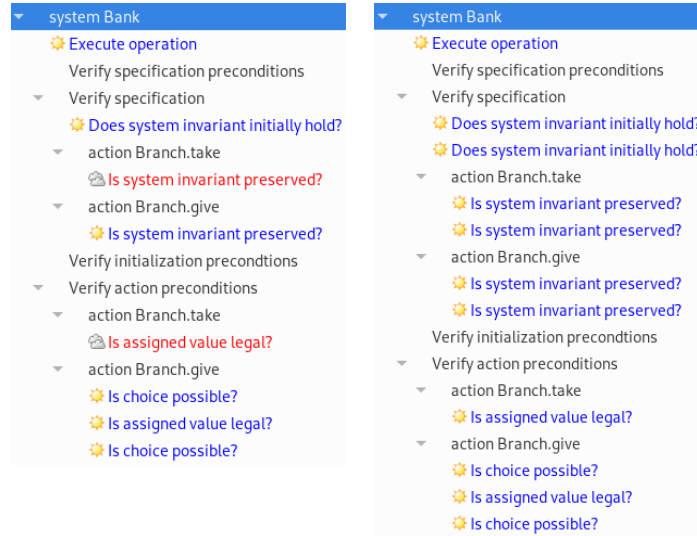 system Bank
Execute operation
Verify specification preconditions
Verify specification
Does system invariant initially hold?
action Branch.take
Is system invariant preserved?
action Branch.give
Is system invariant preserved?
Verify initialization precondtions
Verify action preconditions
action Branch.take
Is assigned value legal?
action Branch.give
Is choice possible?
Is assigned value legal?
Is choice possible?
system Bank
Execute operation
Verify specification preconditions
Verify specification
Does system invariant initially hold?
Does system invariant initially hold?
action Branch.take
Is system invariant preserved?
Is system invariant preserved?
action Branch.give
Is system invariant preserved?
Is system invariant preserved?
Verify initialization precondtions
Verify action preconditions
action Branch.take
Is assigned value legal?
action Branch.give
Is choice possible?
Is assigned value legal?
Is choice possible?